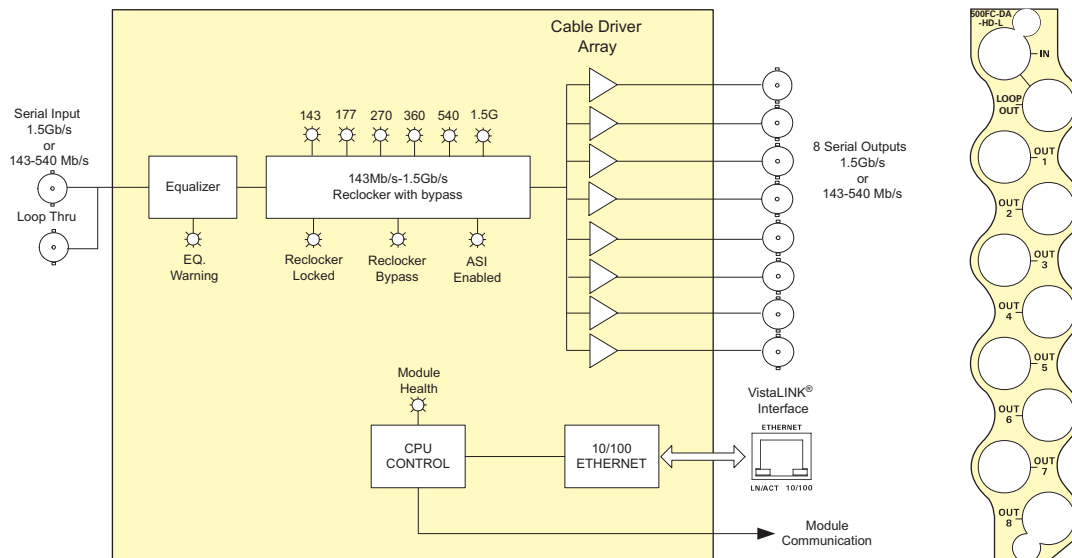 Cable Driver
Array
Serial Input
1.5Gb/s
or
143-540 Mb/s
Loop Thru
Equalizer
EQ.
Warning
143
177
270
360
540
1.5G
143Mb/s-1.5Gb/s
Reclocker with bypass
Reclocker
Locked
Reclocker
Bypass
ASI
Enabled
8 Serial Outputs
1.5Gb/s
or
143-540 Mb/s
Module
Health
CPU
CONTROL
10/100
ETHERNET
VistaLINK®
Interface
ETHERNET
LN/ACT 10/100
Module
Communication
500FC-DA
-HD-L
IN
LOOP
OUT
OUT
1
OUT
2
OUT
3
OUT
4
OUT
5
OUT
6
OUT
7
OUT
8